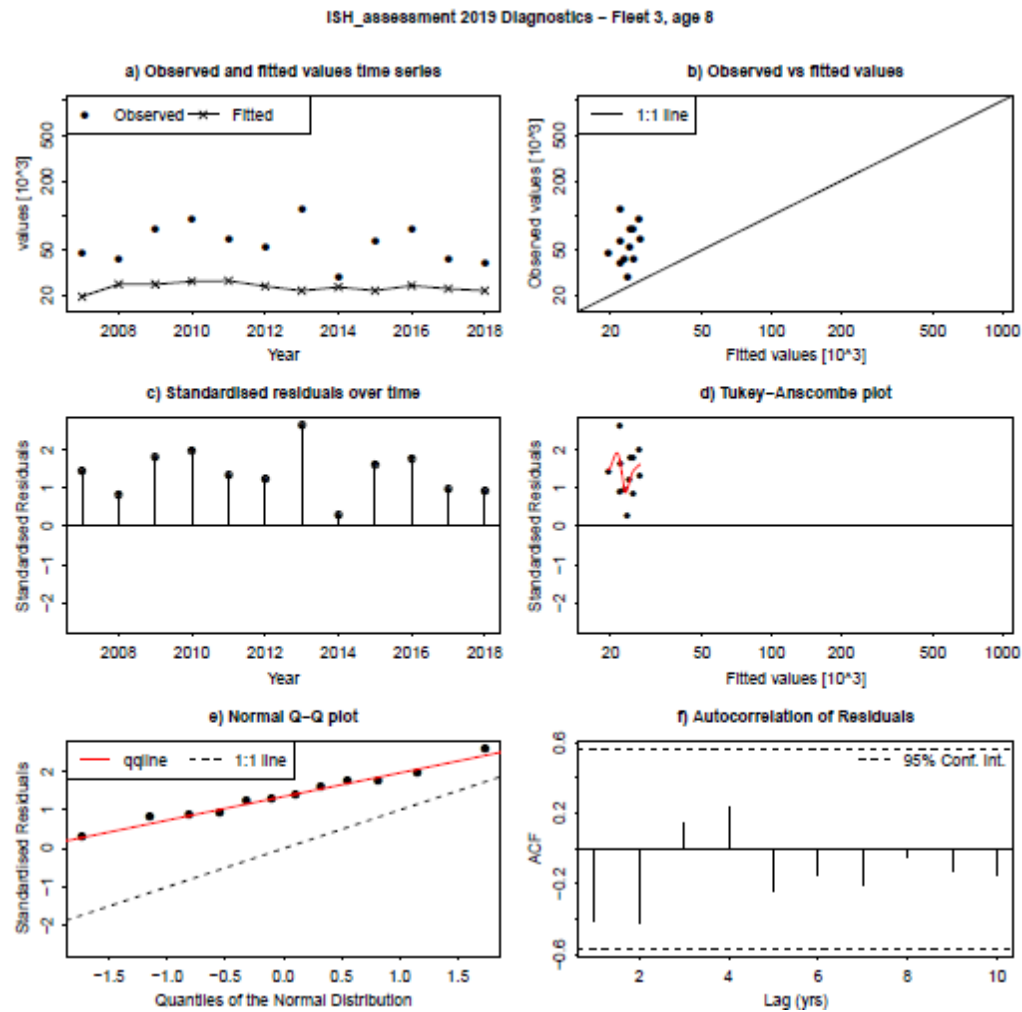 ISH_assessment 2019 Diagnostics – Fleet 3, age 8
a) Observed and fitted values time series
Observed Fitted
values [10^3]
500
200
50
20
2008 2010 2012 2014 2016 2018
Year
b) Observed vs fitted values
1:1 line
Observed values [10^3]
500
200
100
50
20
20 50 100 200 500 1000
Fitted values [10^3]
c) Standardised residuals over time
Standardised Residuals
2
1
0
−1
−2
2008 2010 2012 2014 2016 2018
Year
d) Tukey−Anscombe plot
Standardised Residuals
2
1
0
−1
−2
20 50 100 200 500 1000
Fitted values [10^3]
e) Normal Q−Q plot
qqline 1:1 line
Standardised Residuals
2
1
0
−1
−2
−1.5 −1.0 −0.5 0.0 0.5 1.0 1.5
Quantiles of the Normal Distribution
f) Autocorrelation of Residuals
95% Conf. Int.
ACF
0.6
0.2
−0.2
−0.6
2 4 6 8 10
Lag (yrs)